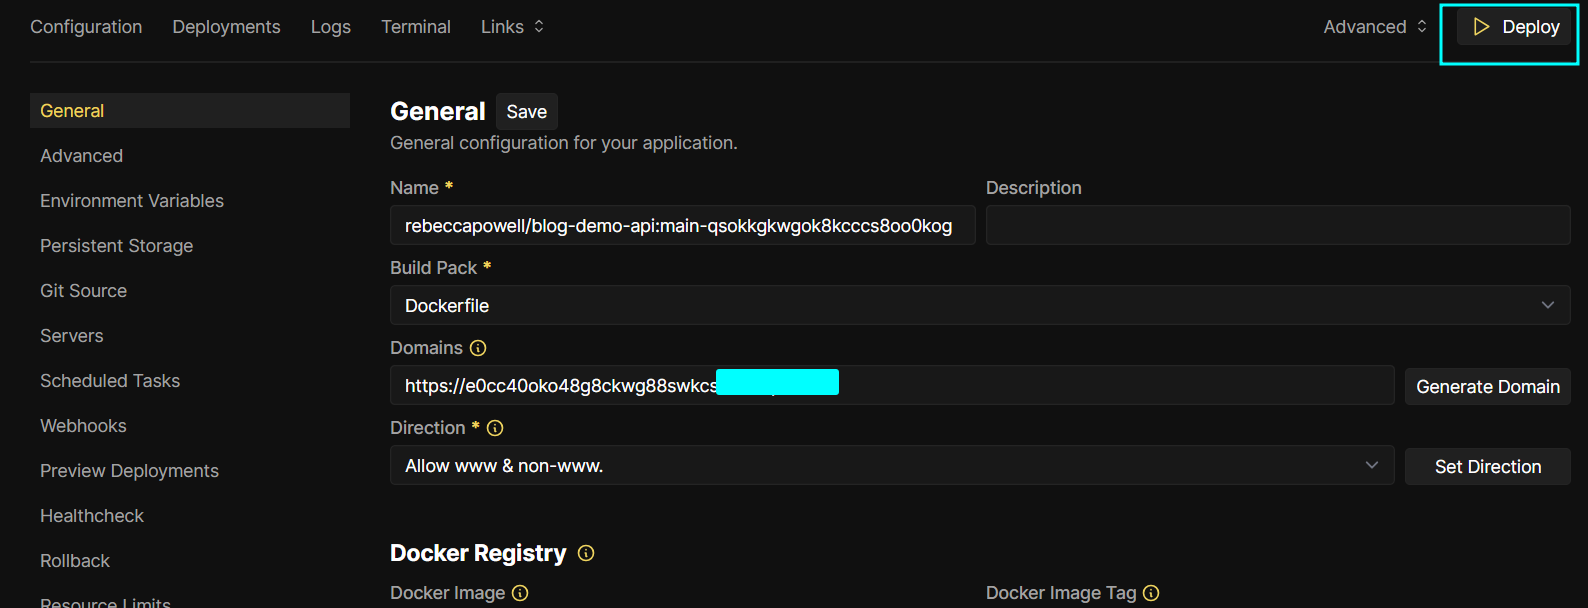 Configuration Deployments Logs Terminal Links Advanced Deploy
General
Advanced
Environment Variables
Persistent Storage
Git Source
Servers
Scheduled Tasks
Webhooks
Preview Deployments
Healthcheck
Rollback
Resource Limits
General Save
General configuration for your application.
Name * Description
rebeccapowell/blog-demo-api:main-qsokkgkwgok8kcccs8oo0kog
Build Pack *
Dockerfile
Domains
https://e0cc40oko48g8ckwg88swkcs
Generate Domain
Direction *
Allow www & non-www. Set Direction
Docker Registry
Docker Image Docker Image Tag